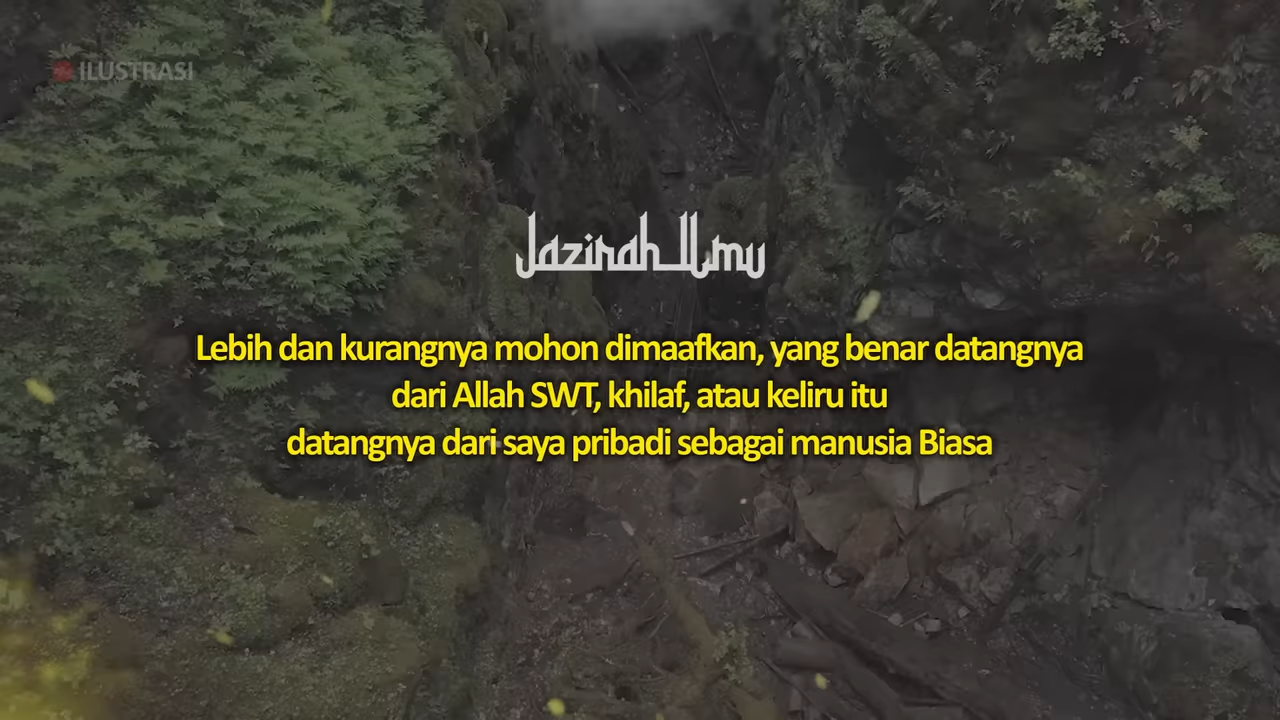 ILUSTRASI
Jazirah Ilmu
Lebih dan kurangnya mohon dimaafkan, yang benar datangnya
dari Allah SWT, khilaf, atau keliru itu
datangnya dari saya pribadi sebagai manusia Biasa